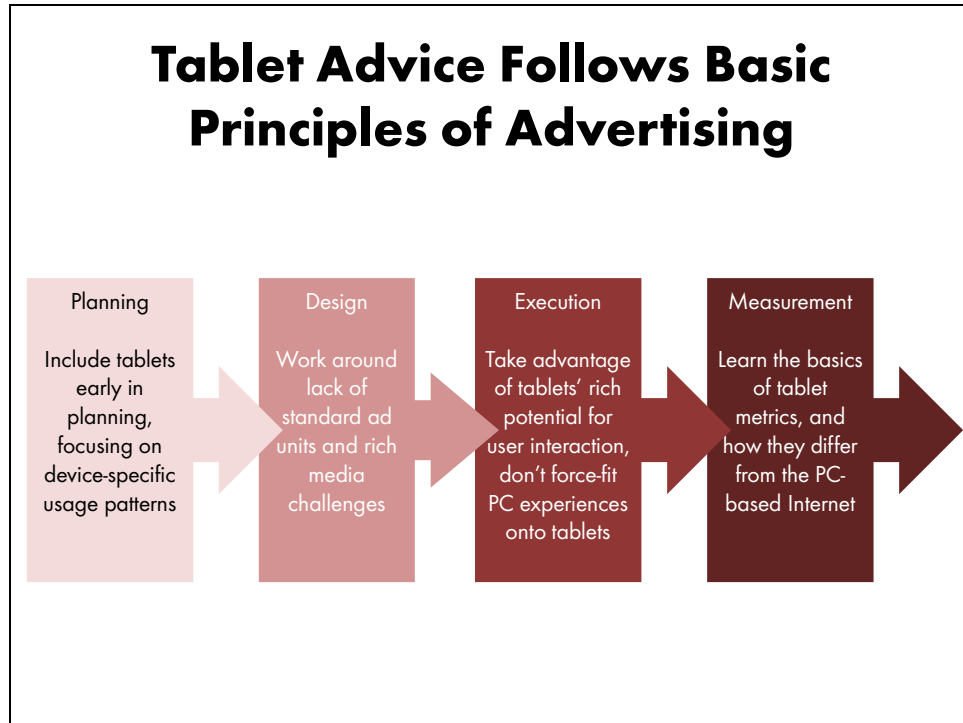 Tablet Advice Follows Basic
Principles of Advertising
Planning
Include tablets
early in
planning,
focusing on
device-specific
usage patterns
Design
Work around
lack of
standard ad
units and rich
media
challenges
Execution
Take advantage
of tablets’ rich
potential for
user interaction,
don’t force-fit
PC experiences
onto tablets
Measurement
Learn the basics
of tablet
metrics, and
how they differ
from the PC-
based Internet